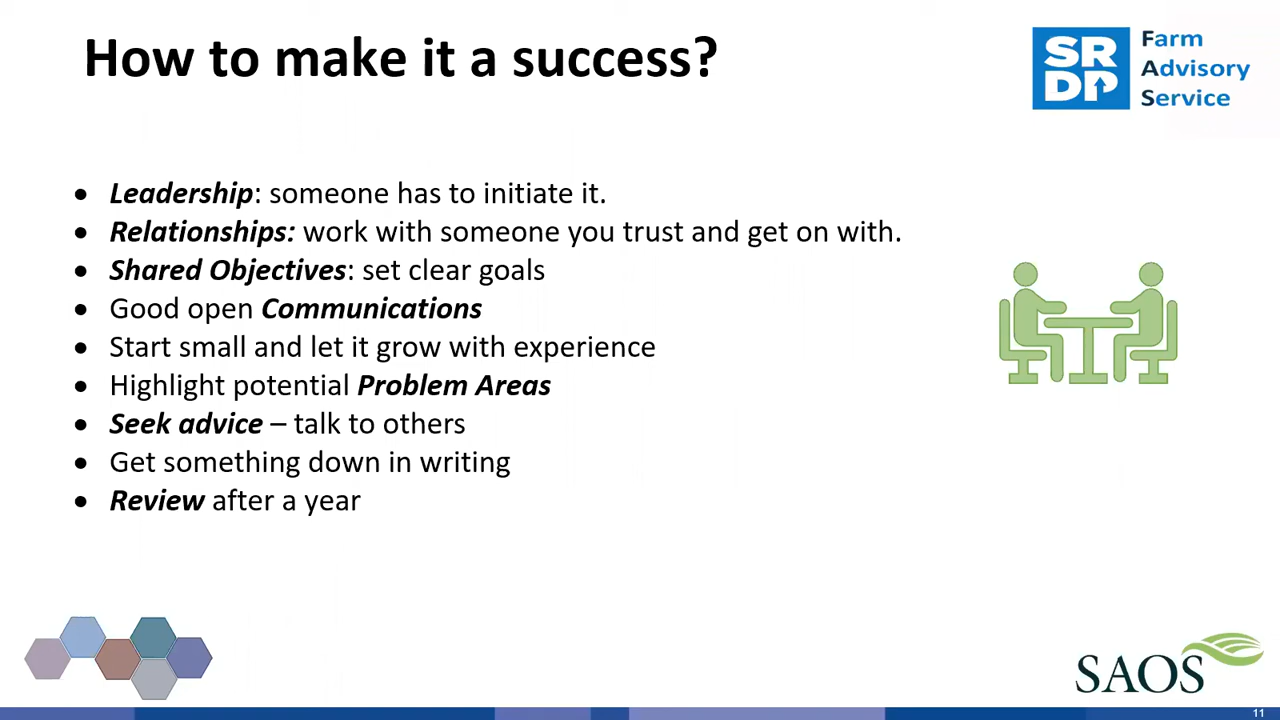 How to make it a success?
SRDP
Farm
Advisory
Service
• Leadership: someone has to initiate it.
• Relationships: work with someone you trust and get on with.
• Shared Objectives: set clear goals
• Good open Communications
• Start small and let it grow with experience
• Highlight potential Problem Areas
• Seek advice – talk to others
• Get something down in writing
• Review after a year
SAOS
11